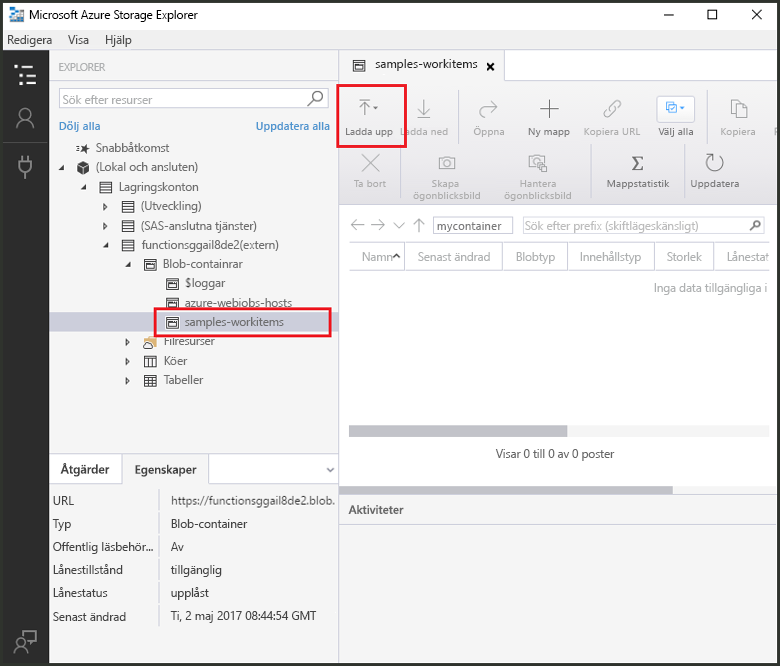 Microsoft Azure Storage Explorer
Redigera Visa Hjälp
EXPLORER
Sök efter resurser
Dölj alla Uppdatera alla
Snabbåtkomst
(Lokal och ansluten)
Lagringskonton
(Utveckling)
(SAS-anslutna tjänster)
functionsggail8de2(extern)
Blob-containrar
$loggar
azure-webjobs-hosts
samples-workitems
Filresurser
Köer
Tabeller
Åtgärder Egenskaper
URL https://functionsggail8de2.blob.
Typ Blob-container
Offentlig läsbehör... Av
Lånestillstånd tillgänglig
Lånestatus upplåst
Senast ändrad Ti, 2 maj 2017 08:44:54 GMT
samples-workitems
Ladda upp Ladda ned Öppna Ny mapp Kopiera URL Välj alla Kopiera
Ta bort Skapa ögonblicksbild Hantera ögonblicksbild Mappstatistik Uppdatera
mycontainer Sök efter prefix (skiftlägeskänsligt)
Namn Senast ändrad Blobtyp Innehållstyp Storlek Lånestat
Inga data tillgängliga i
Visar 0 till 0 av 0 poster
Aktiviteter